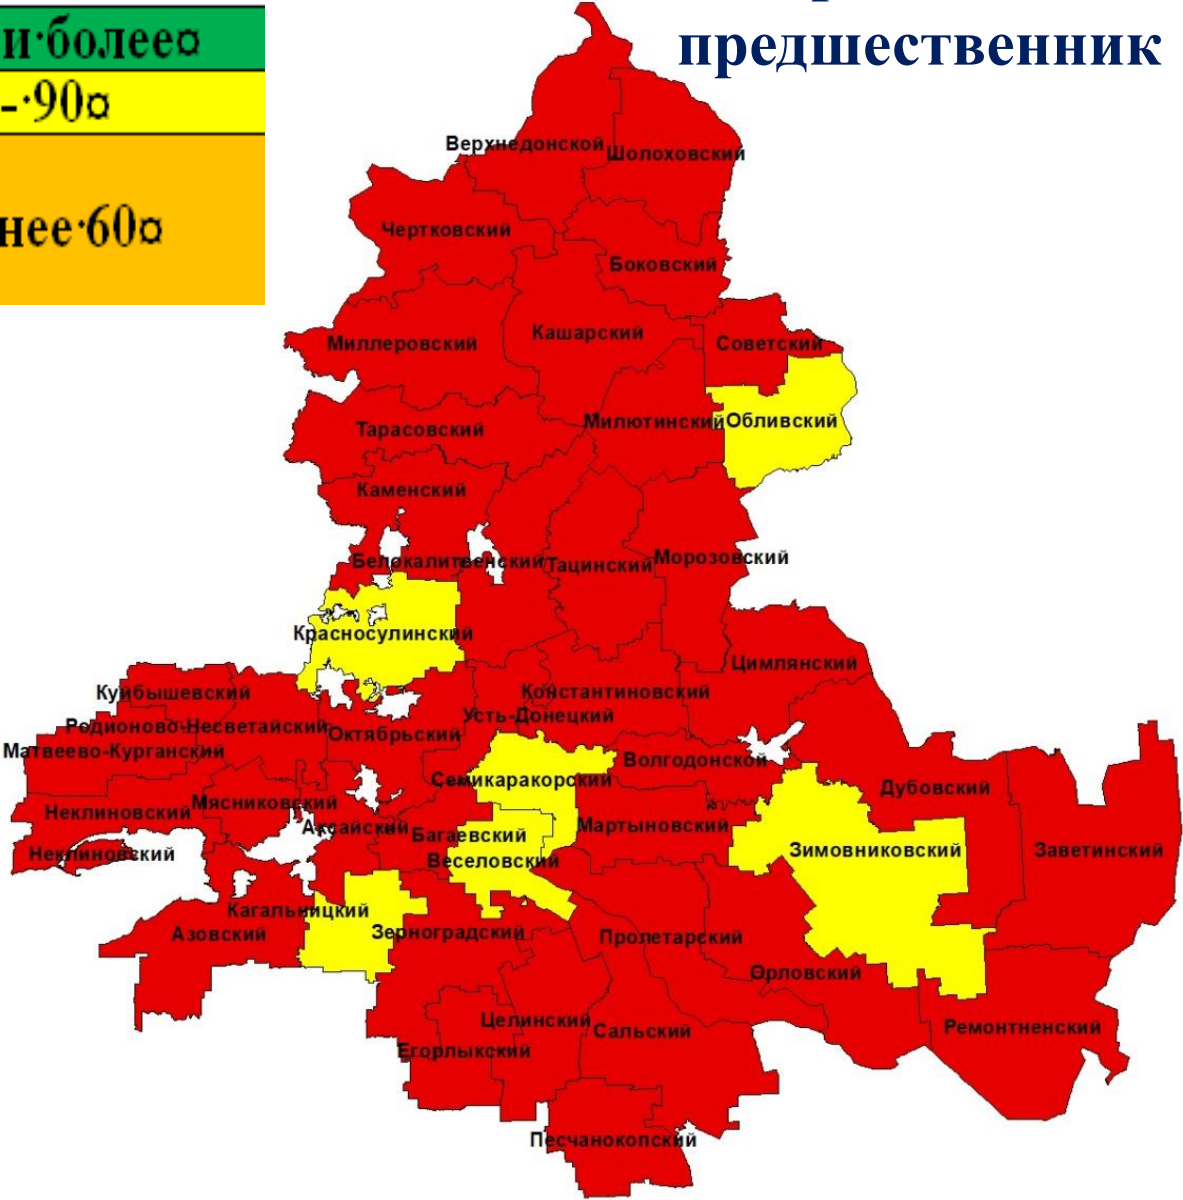 и·более¤
предшественник
-·90¤
нее·60¤
Верхнедонской
Шолоховский
Чертковский
Боковский
Кашарский
Миллеровский
Советский
Милютинский
Обливский
Тарасовский
Каменский
Белокалитвенский
Тацинский
Морозовский
Красносулинский
Цимлянский
Куйбышевский
Константиновский
Усть-Донецкий
Родионово-Несветайский
Октябрьский
Матвеево-Курганский
Волгодонской
Семикаракорский
Дубовский
Мясниковский
Неклиновский
Аксайский
Багаевский
Мартыновский
Неклиновский
Веселовский
Зимовниковский
Заветинский
Кагальницкий
Азовский
Зерноградский
Пролетарский
Орловский
Целинский
Сальский
Ремонтненский
Егорлыкский
Песчанокопский